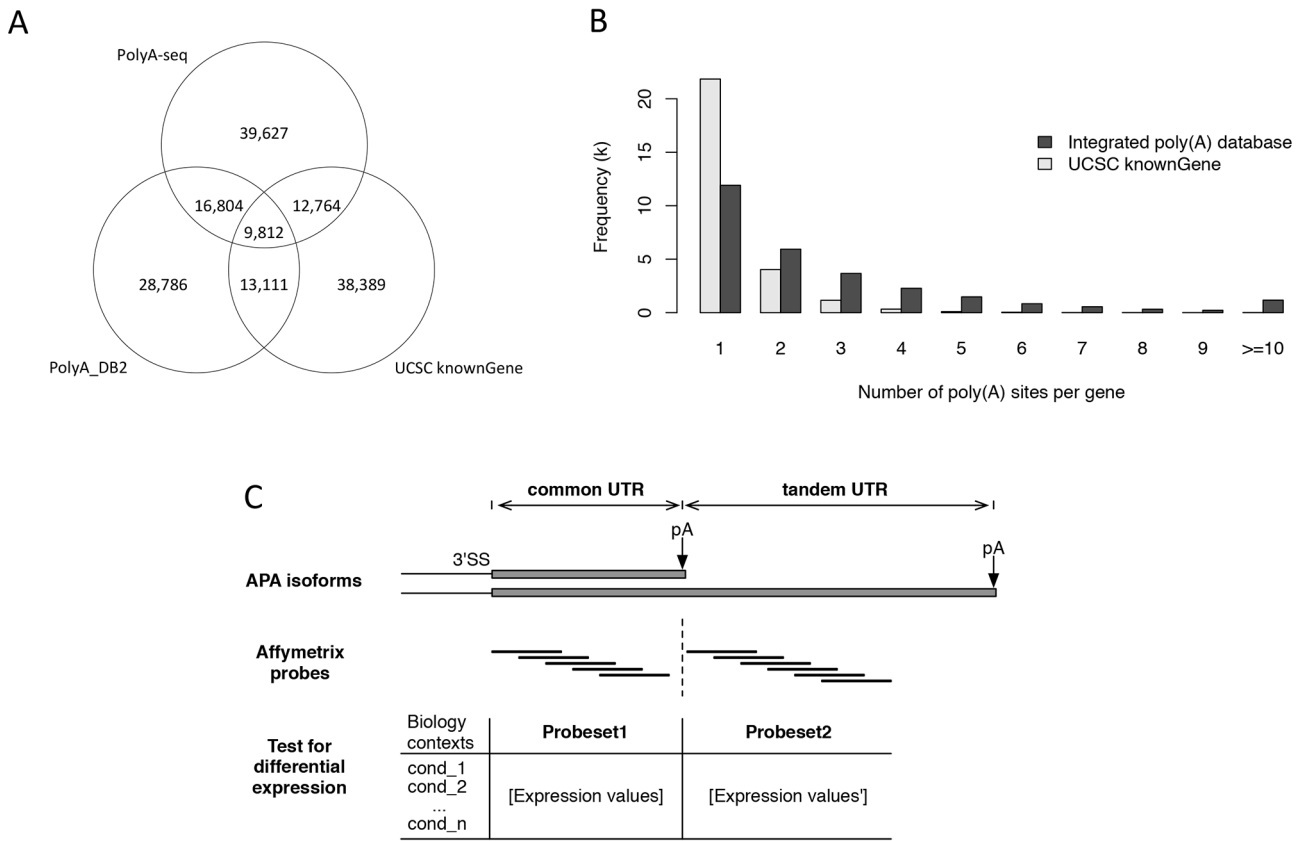 A
PolyA-seq
39,627
16,804
12,764
9,812
28,786
13,111
38,389
PolyA_DB2
UCSC knownGene
B
Frequency (k)
20
15
10
5
0
Integrated poly(A) database
UCSC knownGene
1 2 3 4 5 6 7 8 9 >=10
Number of poly(A) sites per gene
C
common UTR
tandem UTR
pA
pA
3'SS
APA isoforms
Affymetrix
probes
Test for
differential
expression
Biology
contexts
Probeset1
Probeset2
cond_1
cond_2
...
cond_n
[Expression values]
[Expression values']